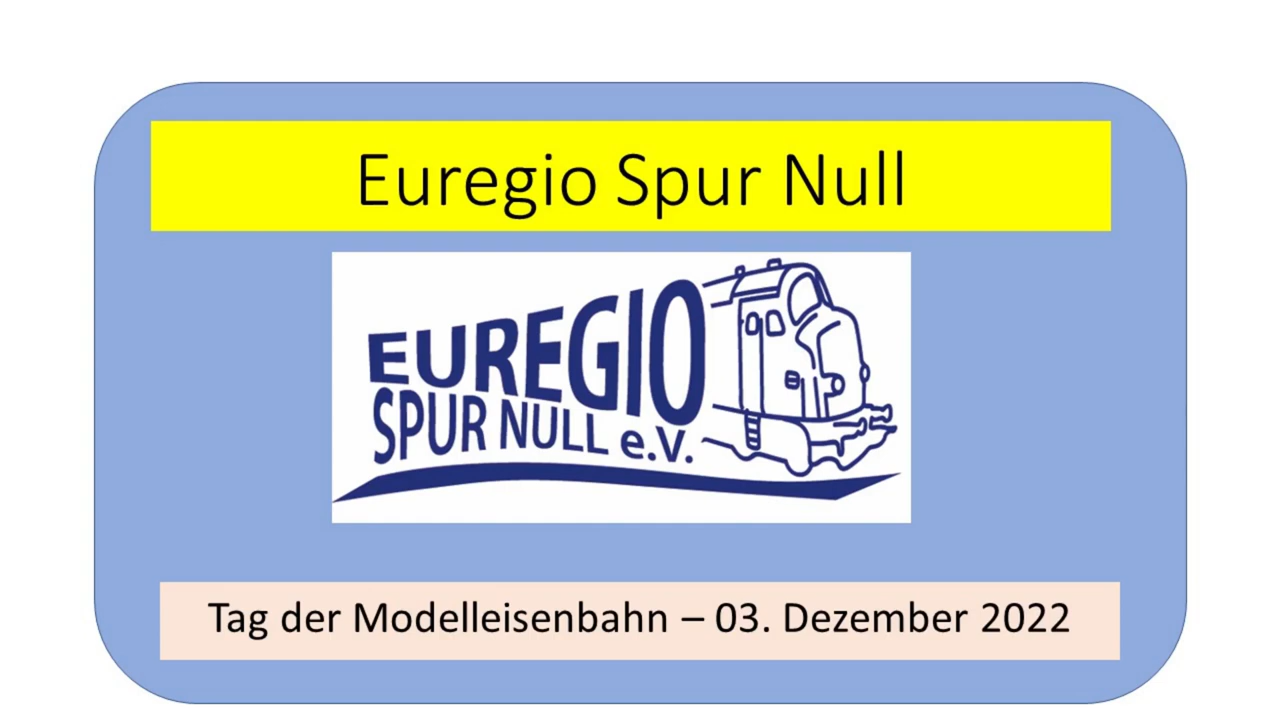 Euregio Spur Null
EUREGIO
SPUR NULL e.V.
Tag der Modelleisenbahn – 03. Dezember 2022